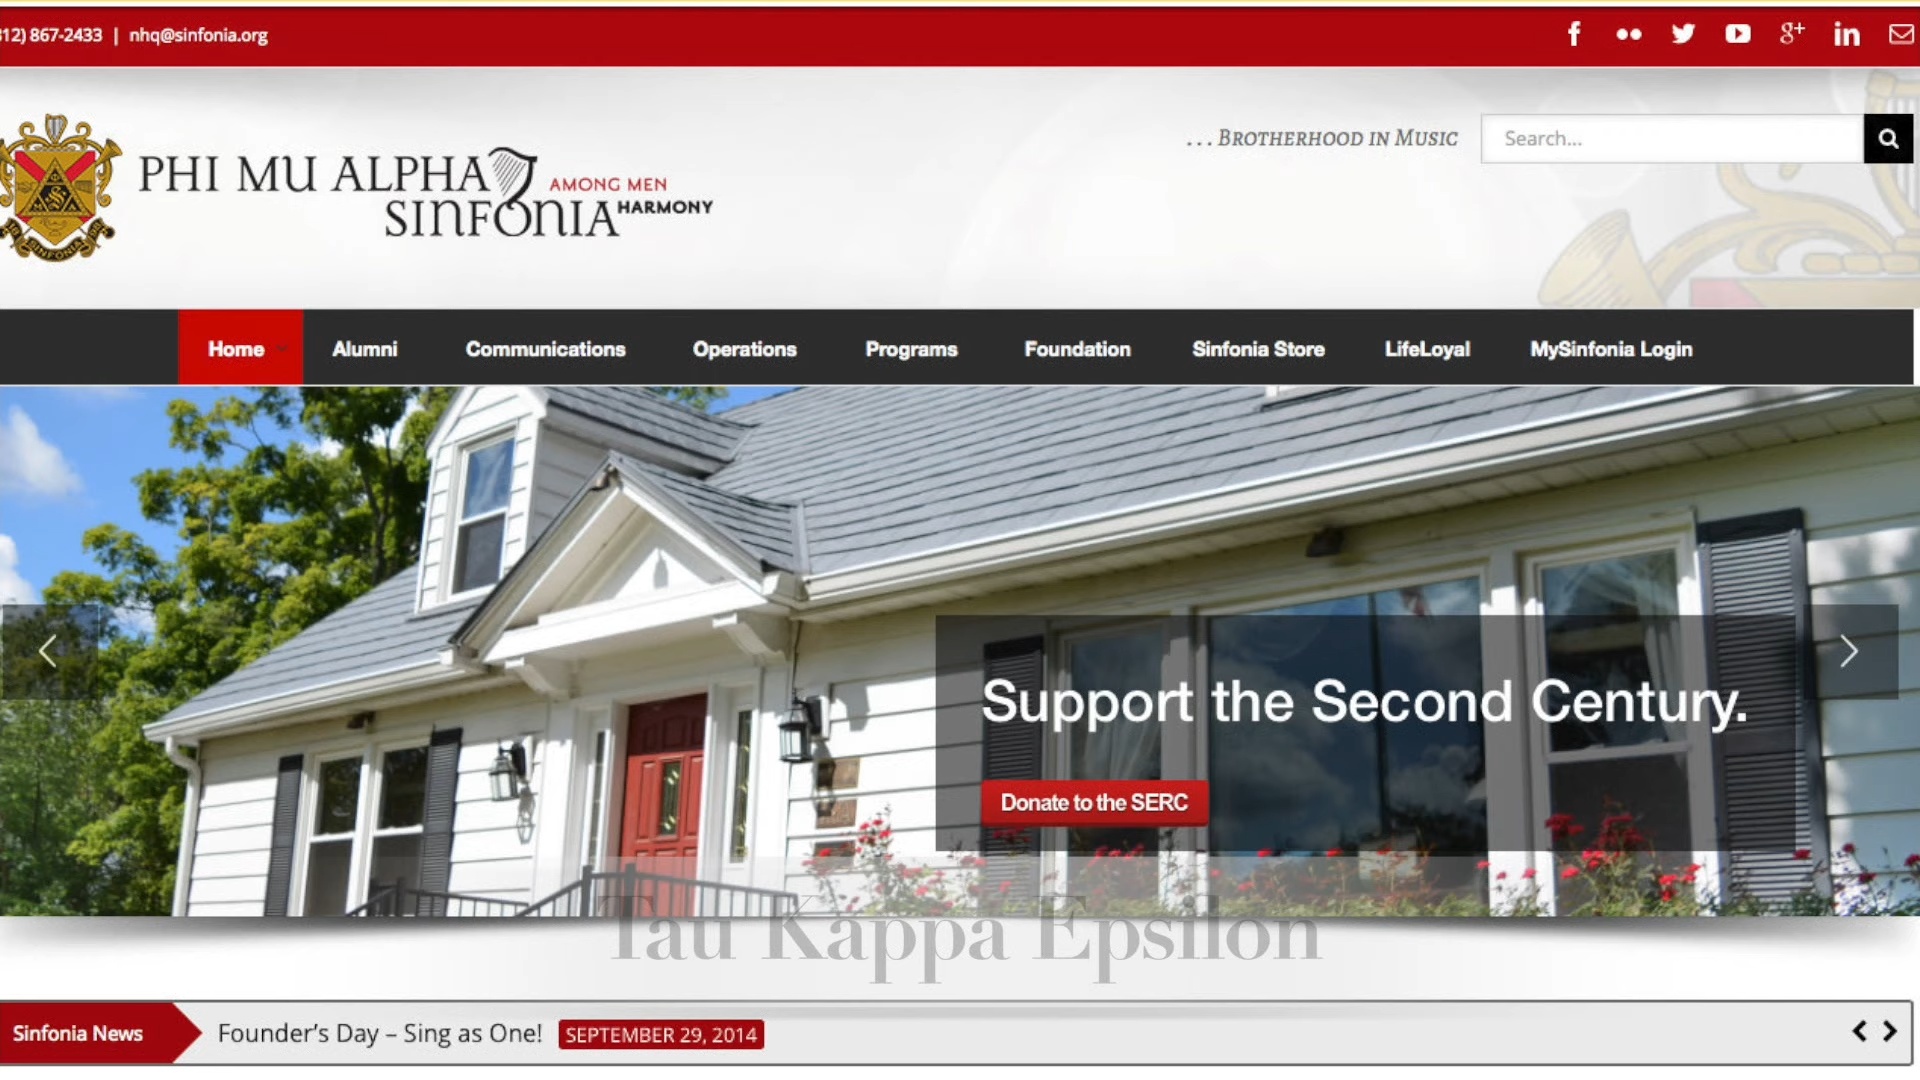 12) 867-2433 | nhq@sinfonia.org
... BROTHERHOOD IN MUSIC
Search...
PHI MU ALPHA
SINFONIA
AMONG MEN
HARMONY
Home
Alumni
Communications
Operations
Programs
Foundation
Sinfonia Store
LifeLoyal
MySinfonia Login
Support the Second Century.
Donate to the SERC
Tau Kappa Epsilon
Sinfonia News
Founder's Day – Sing as One!
SEPTEMBER 29, 2014